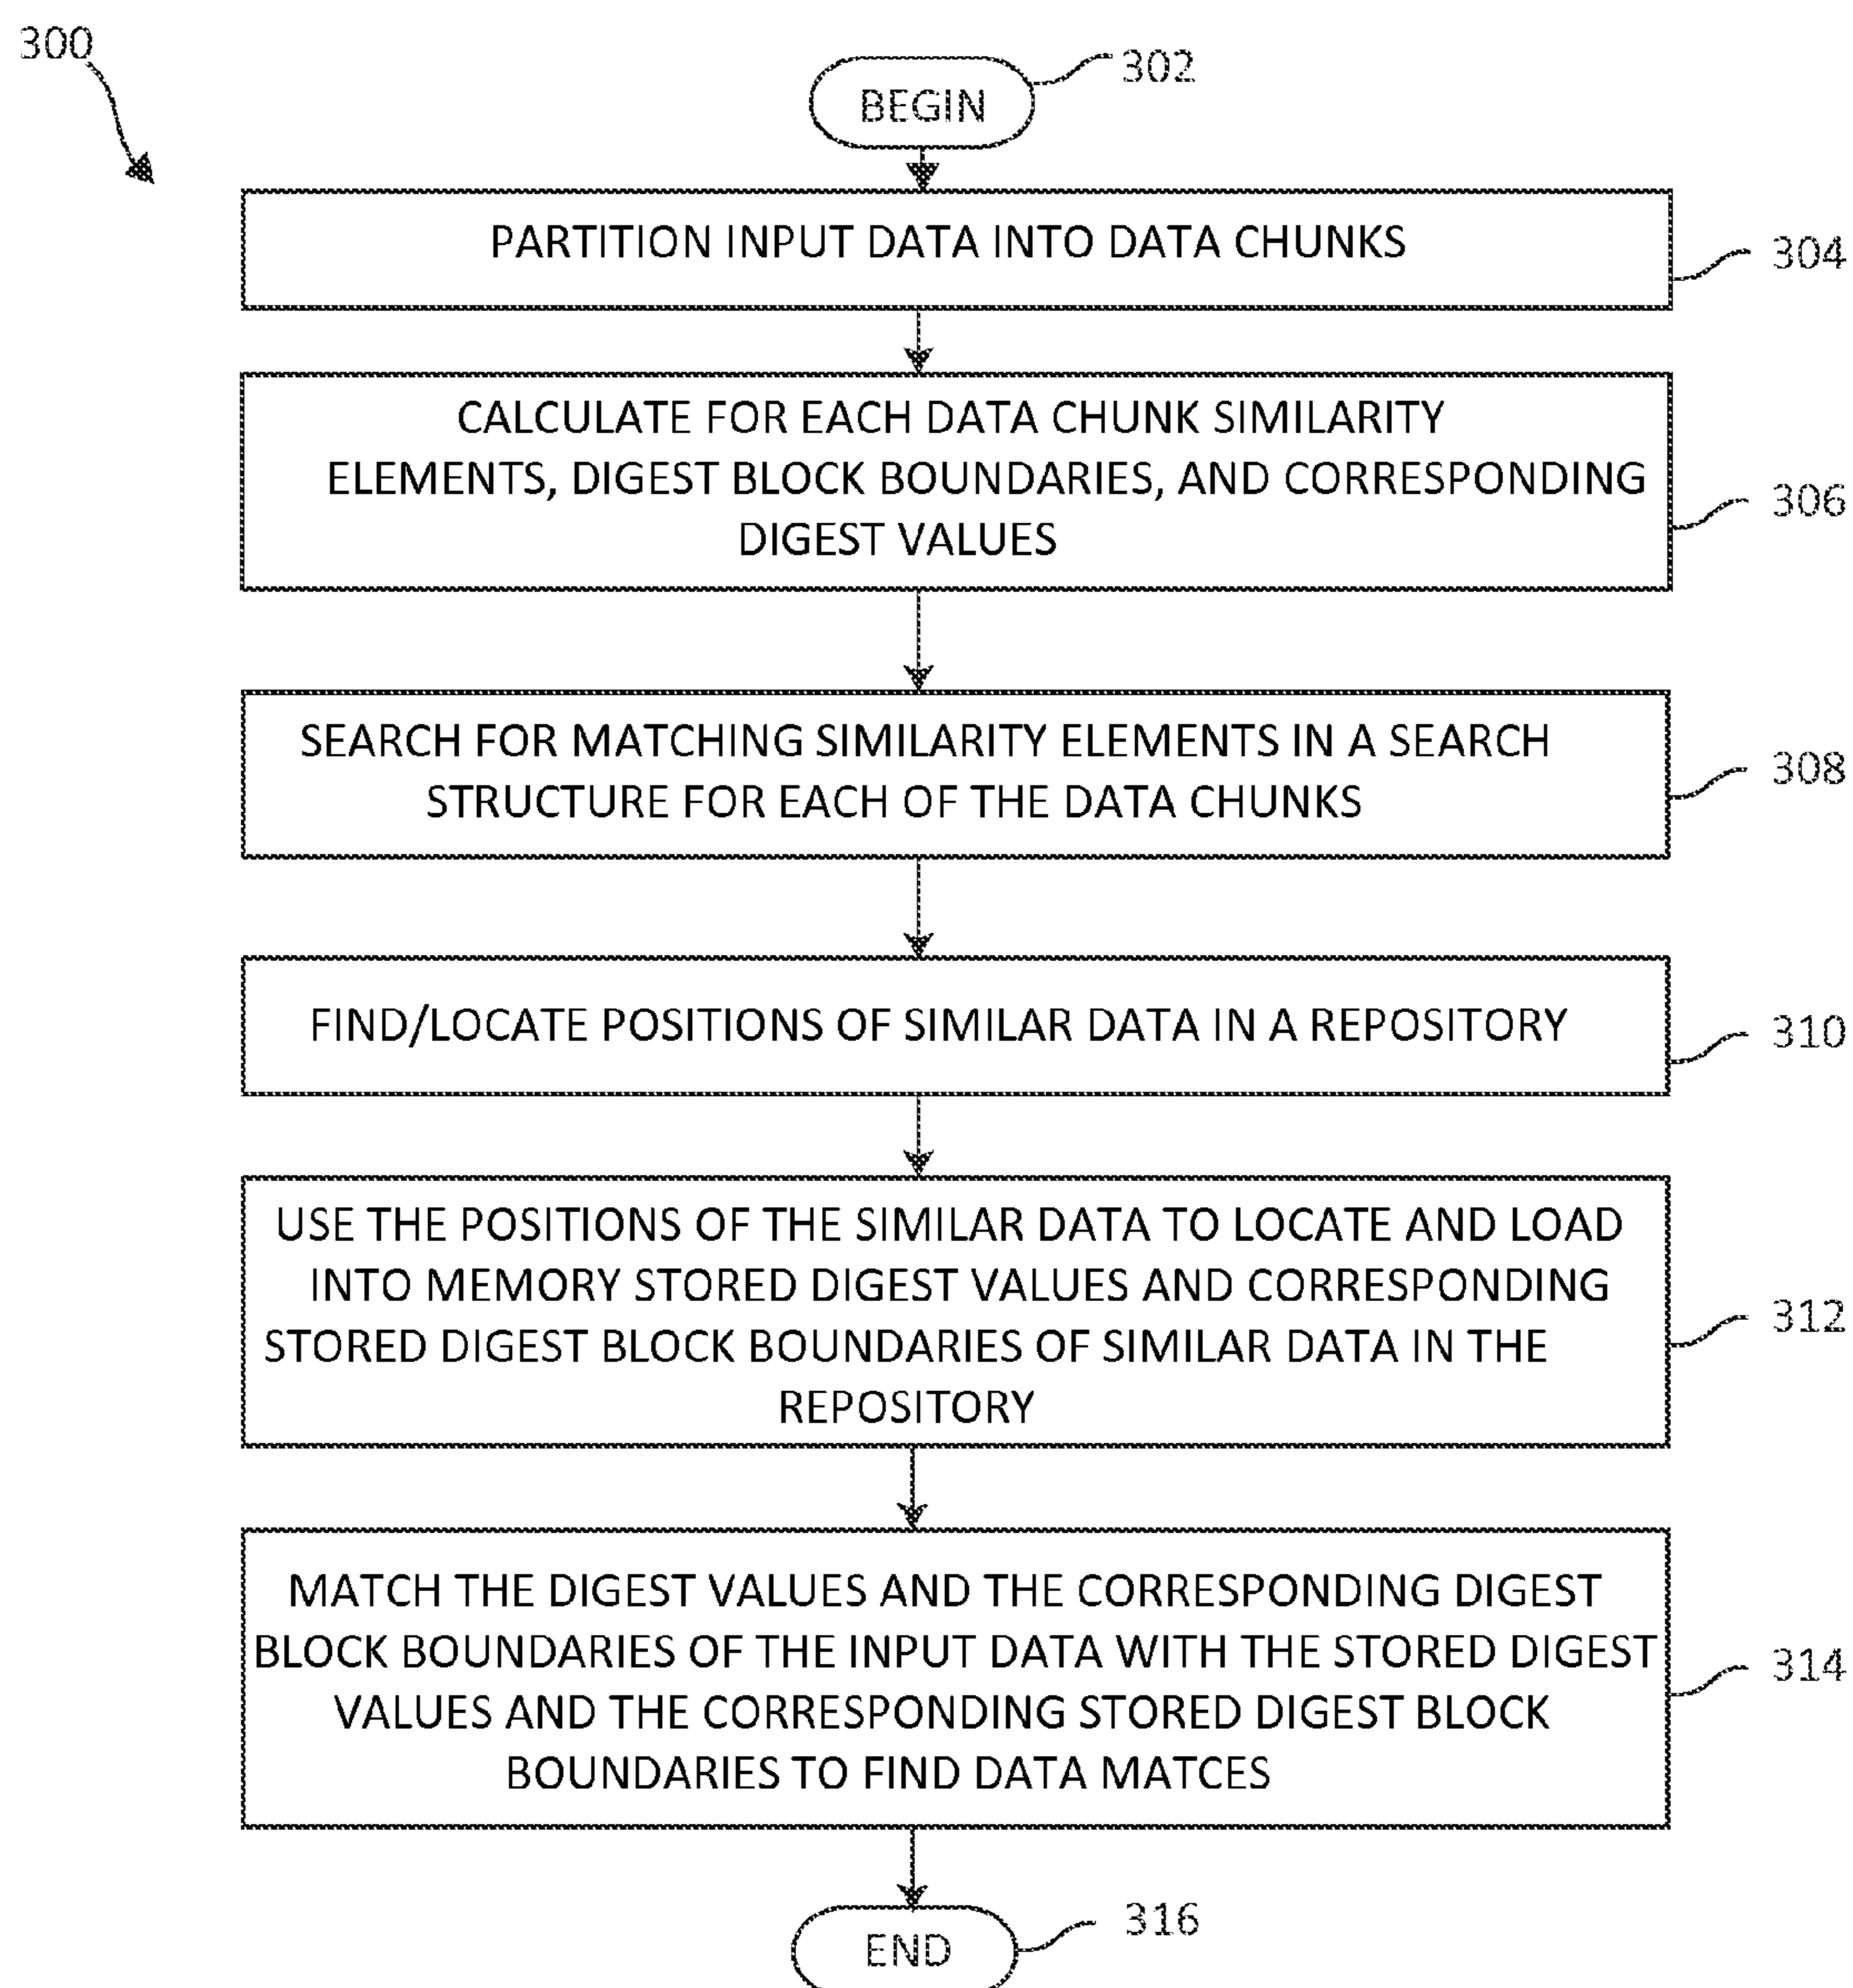 300
302
BEGIN
PARTITION INPUT DATA INTO DATA CHUNKS
304
CALCULATE FOR EACH DATA CHUNK SIMILARITY
ELEMENTS, DIGEST BLOCK BOUNDARIES, AND CORRESPONDING
DIGEST VALUES
306
SEARCH FOR MATCHING SIMILARITY ELEMENTS IN A SEARCH
STRUCTURE FOR EACH OF THE DATA CHUNKS
308
FIND/LOCATE POSITIONS OF SIMILAR DATA IN A REPOSITORY
310
USE THE POSITIONS OF THE SIMILAR DATA TO LOCATE AND LOAD
INTO MEMORY STORED DIGEST VALUES AND CORRESPONDING
STORED DIGEST BLOCK BOUNDARIES OF SIMILAR DATA IN THE
REPOSITORY
312
MATCH THE DIGEST VALUES AND THE CORRESPONDING DIGEST
BLOCK BOUNDARIES OF THE INPUT DATA WITH THE STORED DIGEST
VALUES AND THE CORRESPONDING STORED DIGEST BLOCK
BOUNDARIES TO FIND DATA MATCES
314
316
END